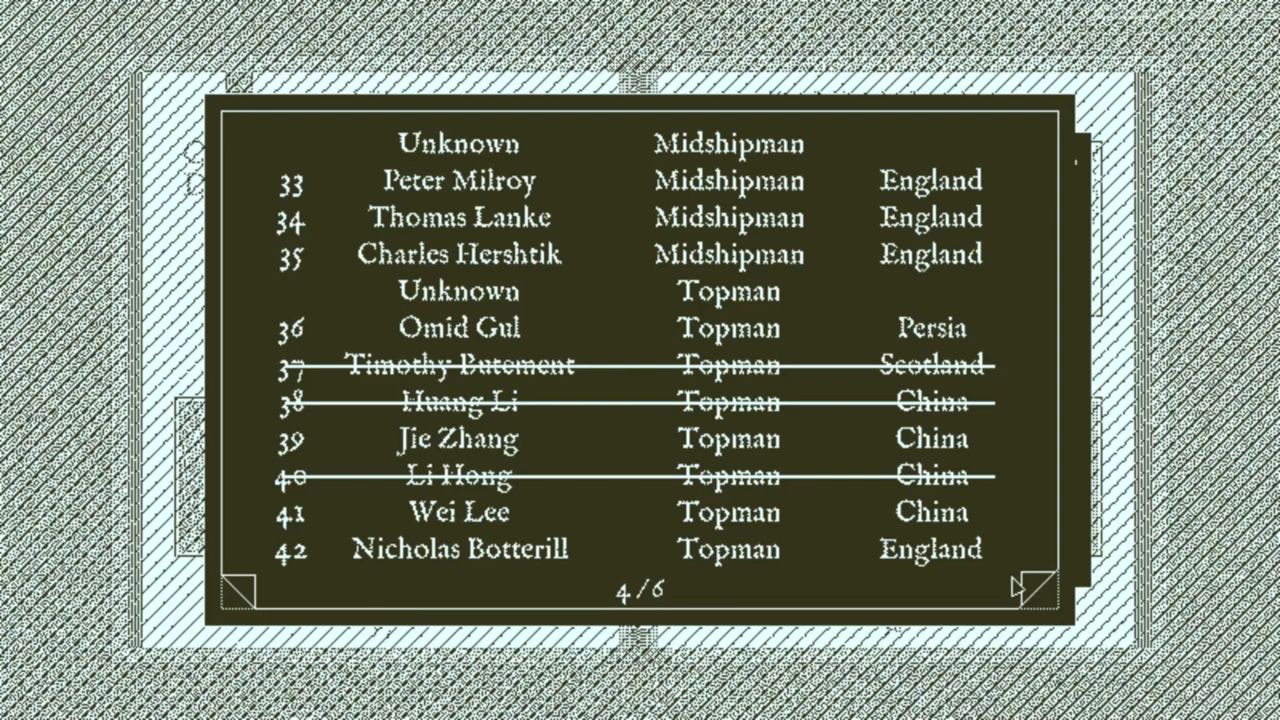 Unknown Midshipman
33 Peter Milroy Midshipman England
34 Thomas Lanke Midshipman England
35 Charles Hershtik Midshipman England
Unknown Topman
36 Omid Gul Topman Persia
37 Timothy Butement Topman Scotland
38 Huang Li Topman China
39 Jie Zhang Topman China
40 Li Hong Topman China
41 Wei Lee Topman China
42 Nicholas Botterill Topman England
4/6